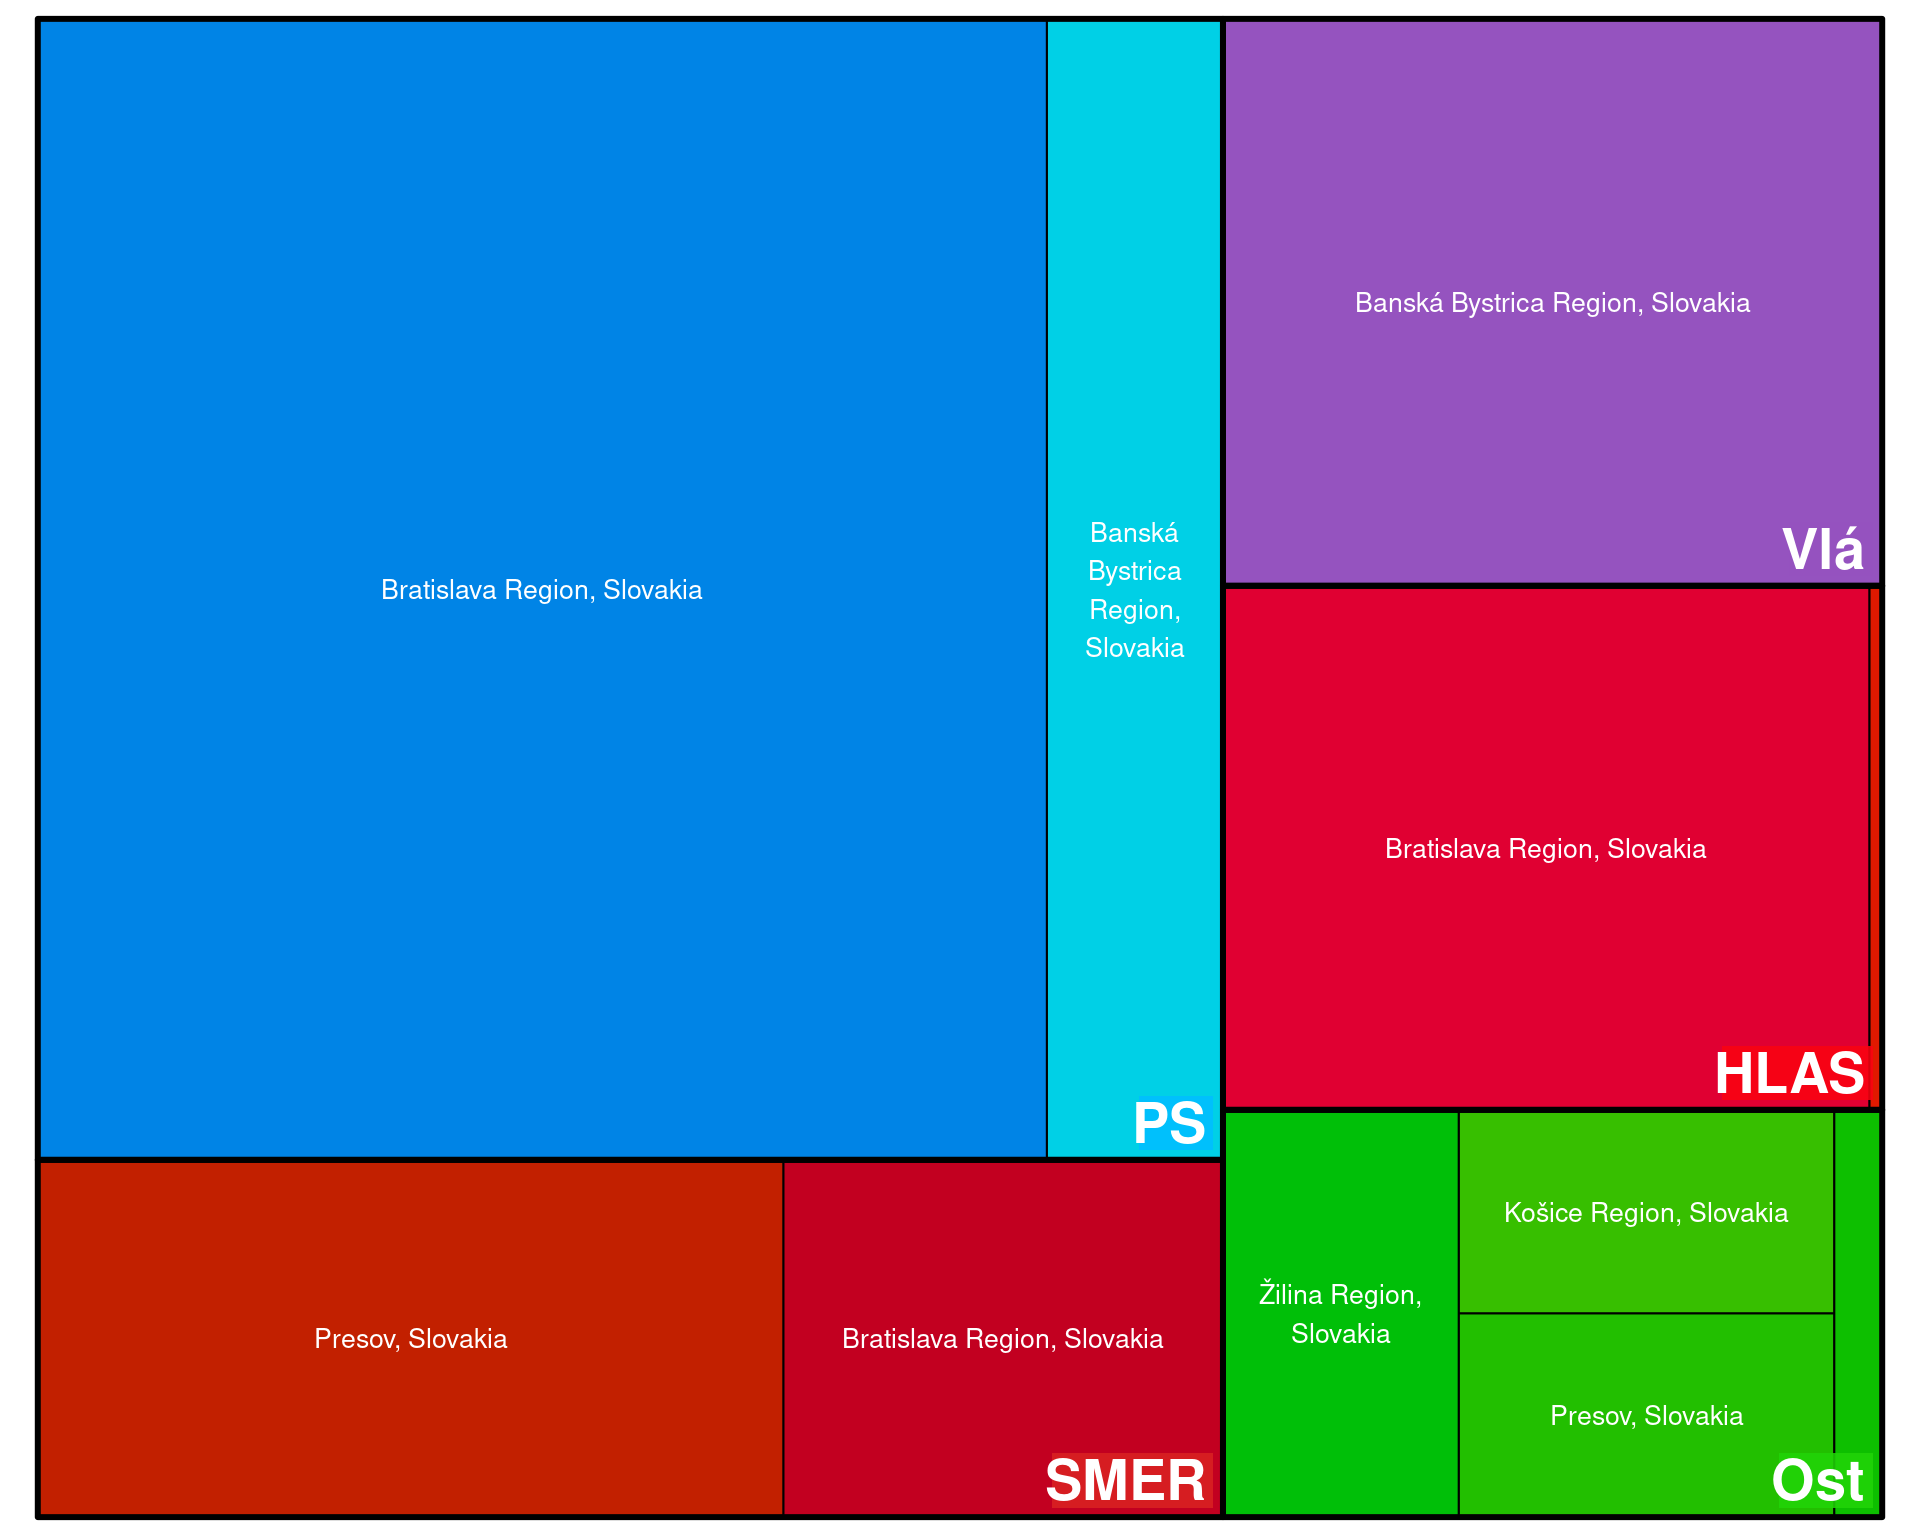 Bratislava Region, Slovakia
Banská
Bystrica
Region,
Slovakia
PS
Banská Bystrica Region, Slovakia
Vlá
Bratislava Region, Slovakia
HLAS
Presov, Slovakia
Bratislava Region, Slovakia
SMER
Žilina Region,
Slovakia
Košice Region, Slovakia
Presov, Slovakia
Ost